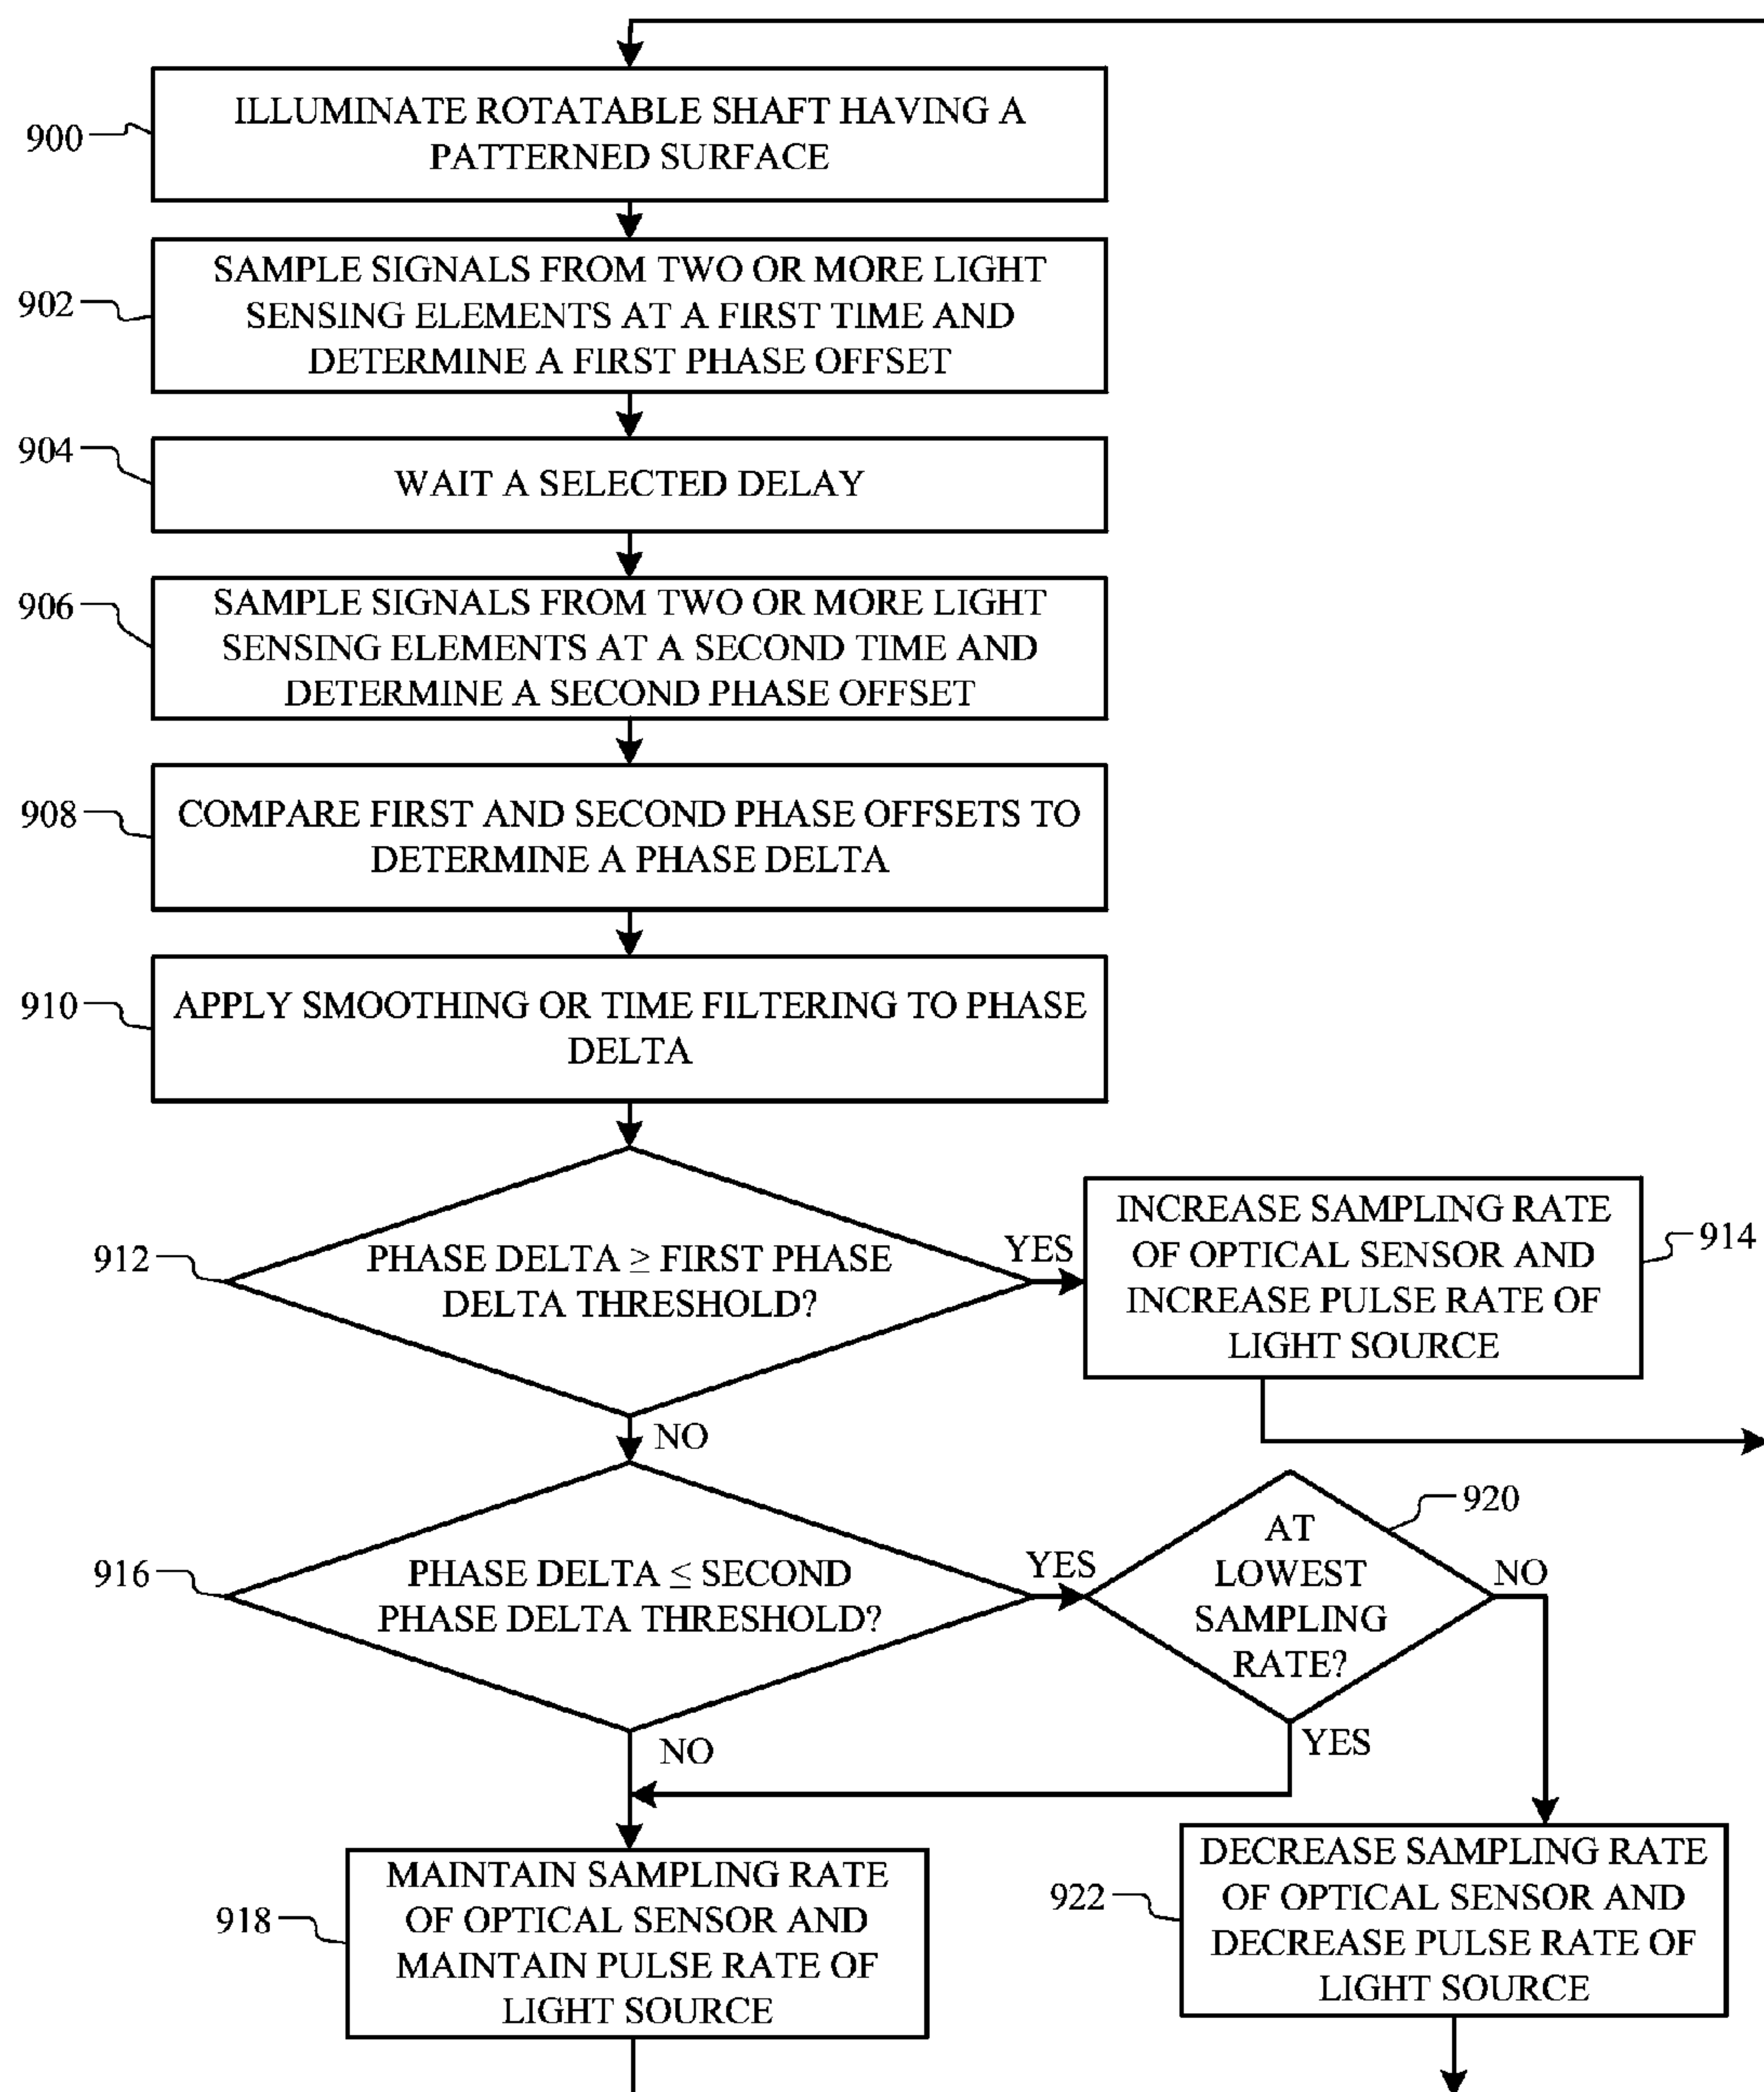 900
ILLUMINATE ROTATABLE SHAFT HAVING A
PATTERNED SURFACE
902
SAMPLE SIGNALS FROM TWO OR MORE LIGHT
SENSING ELEMENTS AT A FIRST TIME AND
DETERMINE A FIRST PHASE OFFSET
904
WAIT A SELECTED DELAY
906
SAMPLE SIGNALS FROM TWO OR MORE LIGHT
SENSING ELEMENTS AT A SECOND TIME AND
DETERMINE A SECOND PHASE OFFSET
908
COMPARE FIRST AND SECOND PHASE OFFSETS TO
DETERMINE A PHASE DELTA
910
APPLY SMOOTHING OR TIME FILTERING TO PHASE
DELTA
912
PHASE DELTA ≥ FIRST PHASE
DELTA THRESHOLD?
YES
INCREASE SAMPLING RATE
OF OPTICAL SENSOR AND
INCREASE PULSE RATE OF
LIGHT SOURCE
914
NO
916
PHASE DELTA ≤ SECOND
PHASE DELTA THRESHOLD?
YES
AT
LOWEST
SAMPLING
RATE?
920
NO
NO
YES
918
MAINTAIN SAMPLING RATE
OF OPTICAL SENSOR AND
MAINTAIN PULSE RATE OF
LIGHT SOURCE
922
DECREASE SAMPLING RATE
OF OPTICAL SENSOR AND
DECREASE PULSE RATE OF
LIGHT SOURCE